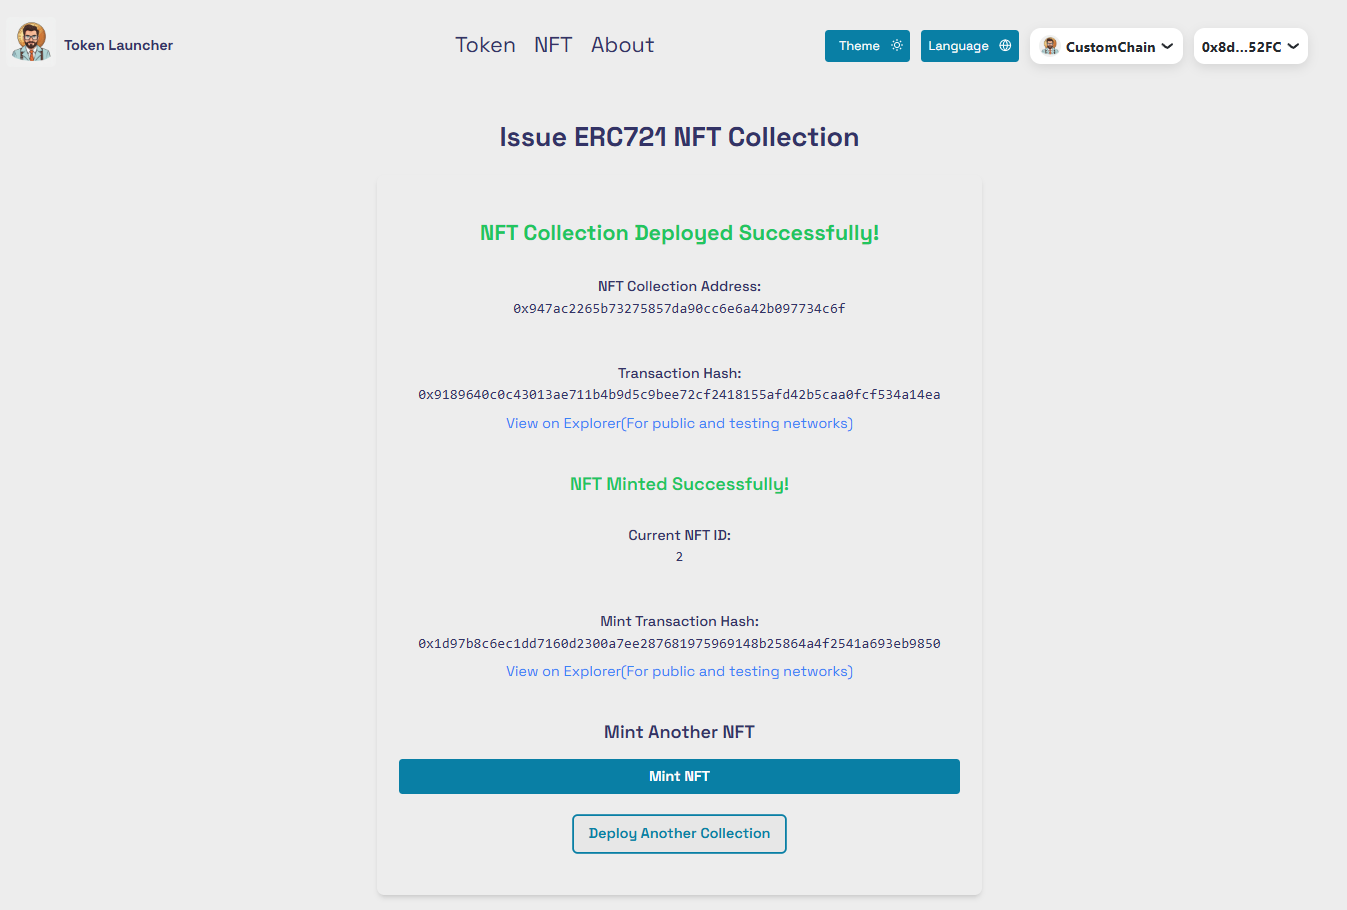 Token Launcher
Token NFT About
Theme
Language
CustomChain
0x8d...52FC
Issue ERC721 NFT Collection
NFT Collection Deployed Successfully!
NFT Collection Address:
0x947ac2265b73275857da90cc6e6a42b097734c6f
Transaction Hash:
0x9189640c0c43013ae711b4b9d5c9bee72cf2418155afd42b5caa0fcf534a14ea
View on Explorer(For public and testing networks)
NFT Minted Successfully!
Current NFT ID:
2
Mint Transaction Hash:
0x1d97b8c6ec1dd7160d2300a7ee287681975969148b25864a4f2541a693eb9850
View on Explorer(For public and testing networks)
Mint Another NFT
Mint NFT
Deploy Another Collection